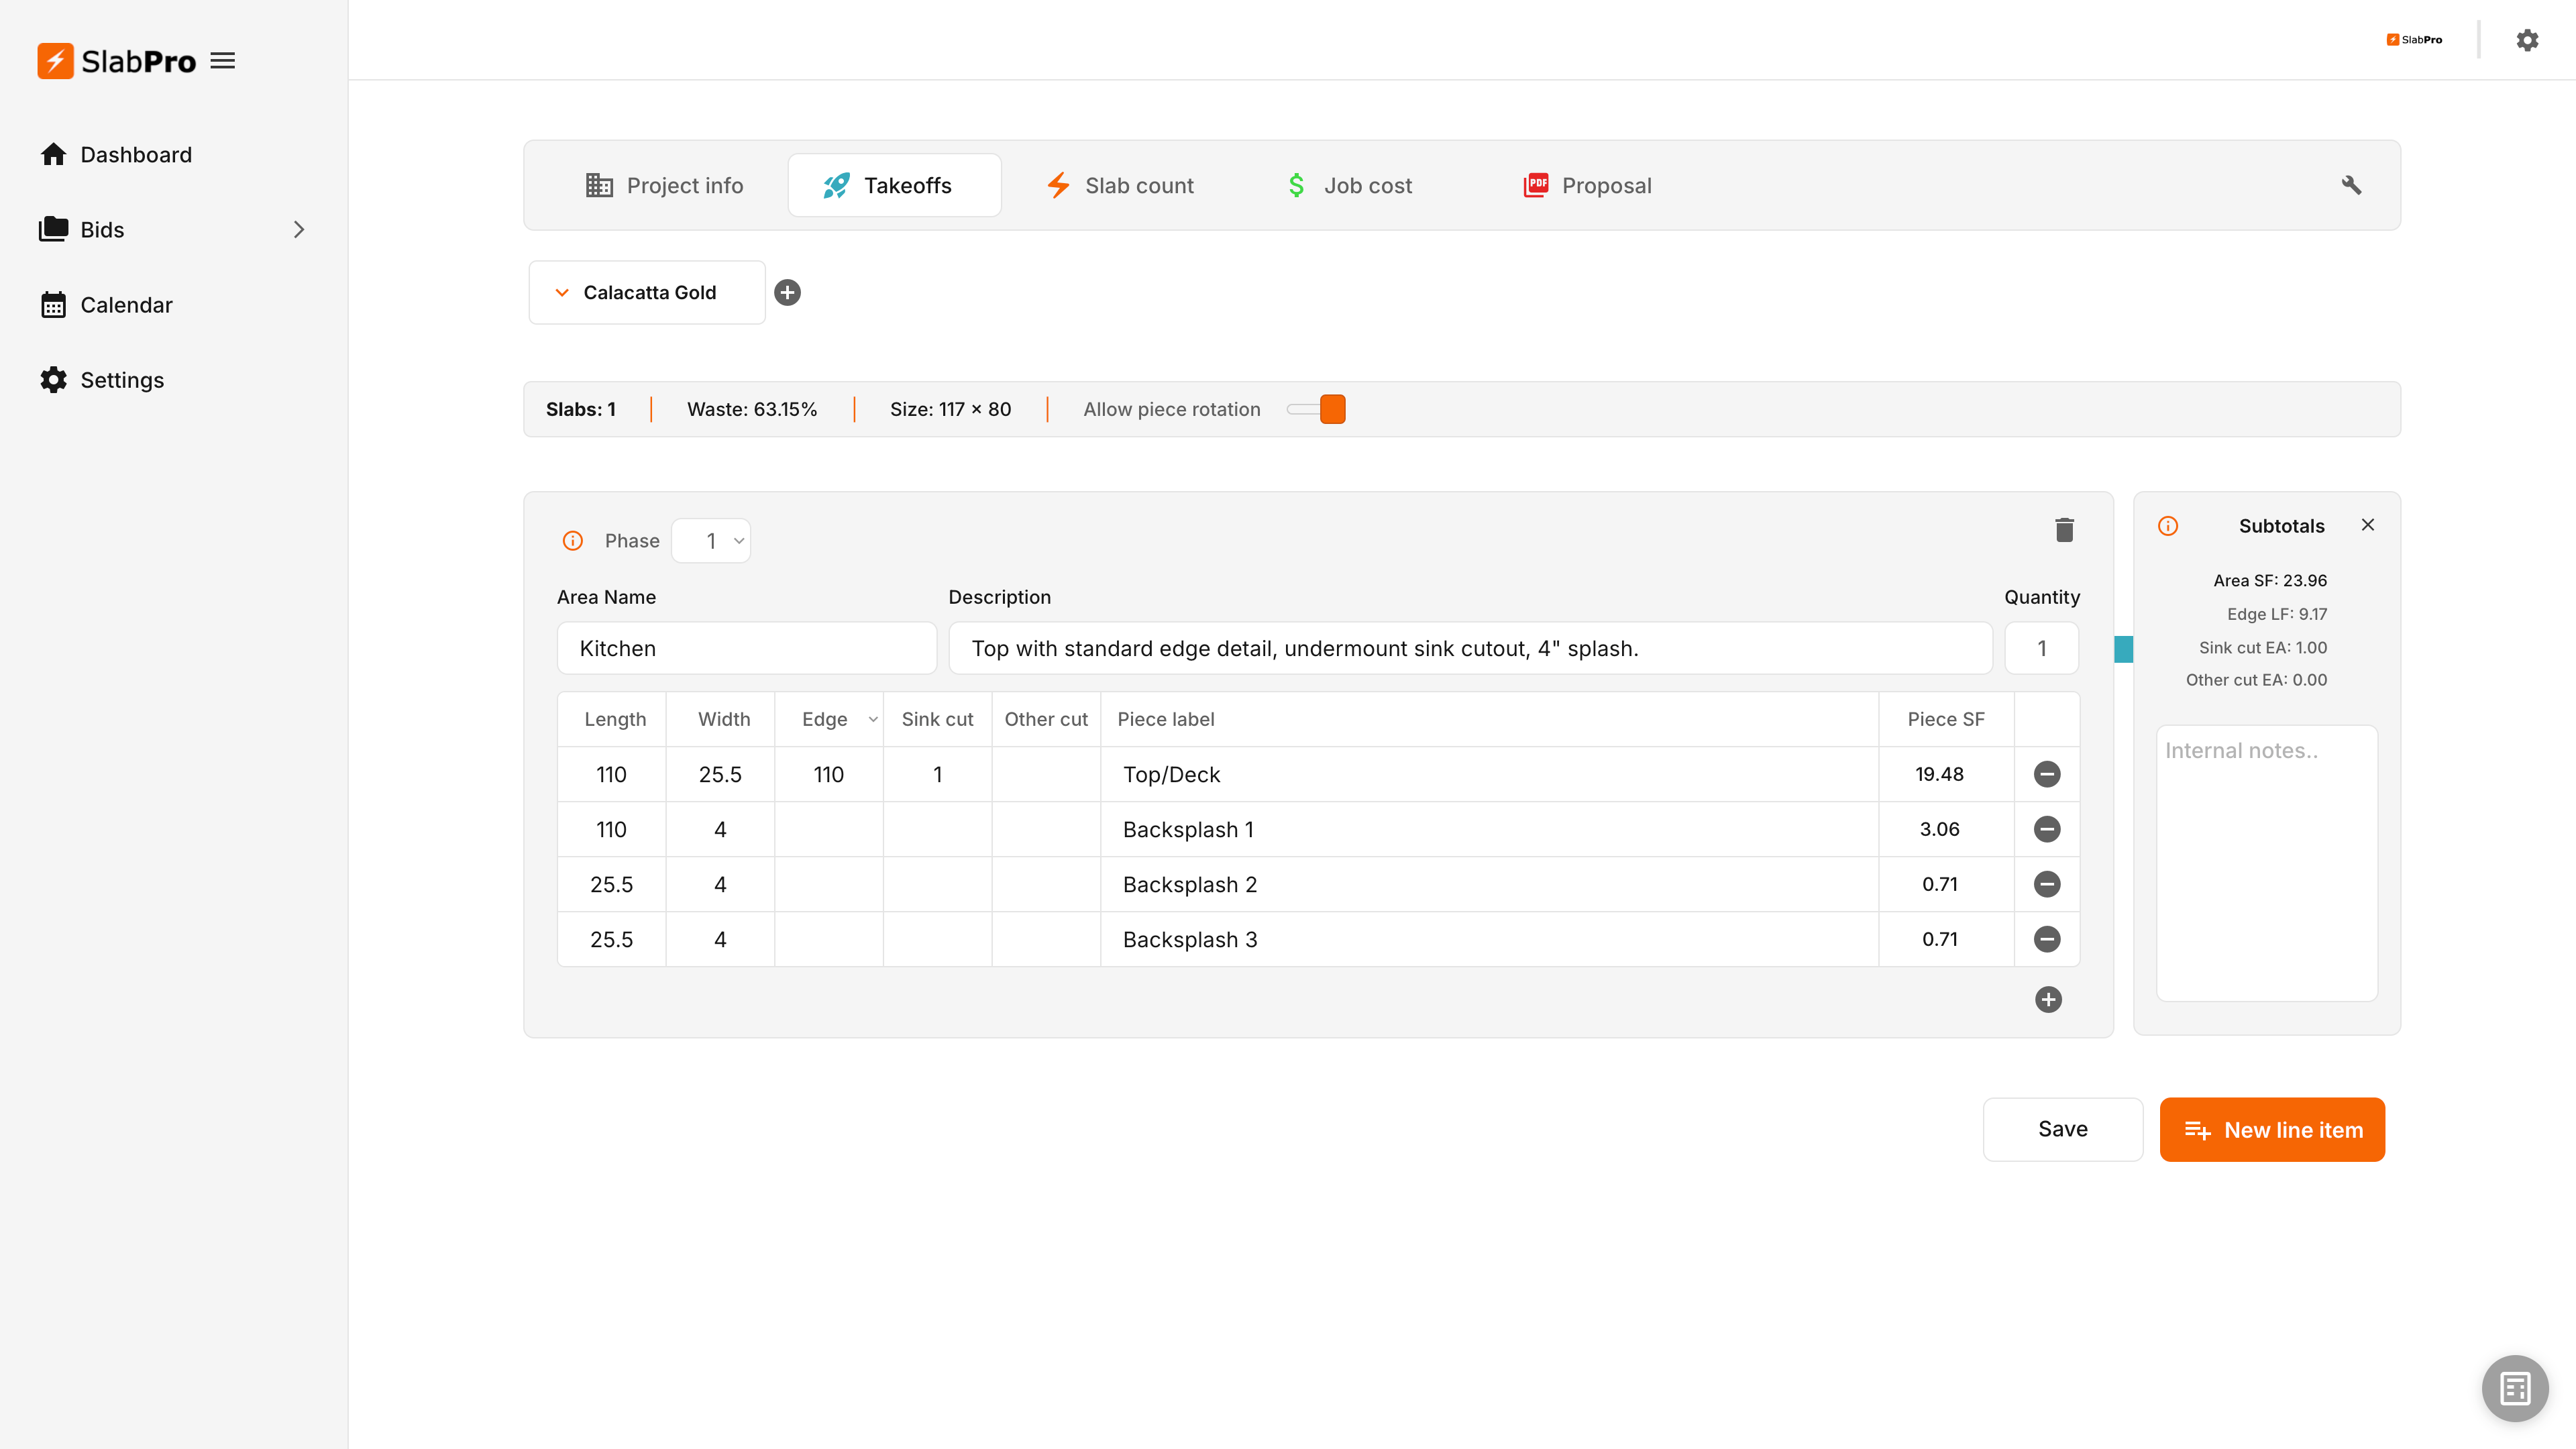 SlabPro
SlabPro
Dashboard
Bids
Calendar
Settings
Project info
Takeoffs
Slab count
Job cost
PDF
Proposal
Calacatta Gold
Slabs: 1
Waste: 63.15%
Size: 117 × 80
Allow piece rotation
Phase
1
Area Name
Description
Quantity
Kitchen
Top with standard edge detail, undermount sink cutout, 4" splash.
1
Length Width Edge Sink cut Other cut Piece label Piece SF
110 25.5 110 1 Top/Deck 19.48
110 4 Backsplash 1 3.06
25.5 4 Backsplash 2 0.71
25.5 4 Backsplash 3 0.71
Subtotals
Area SF: 23.96
Edge LF: 9.17
Sink cut EA: 1.00
Other cut EA: 0.00
Internal notes..
Save
New line item